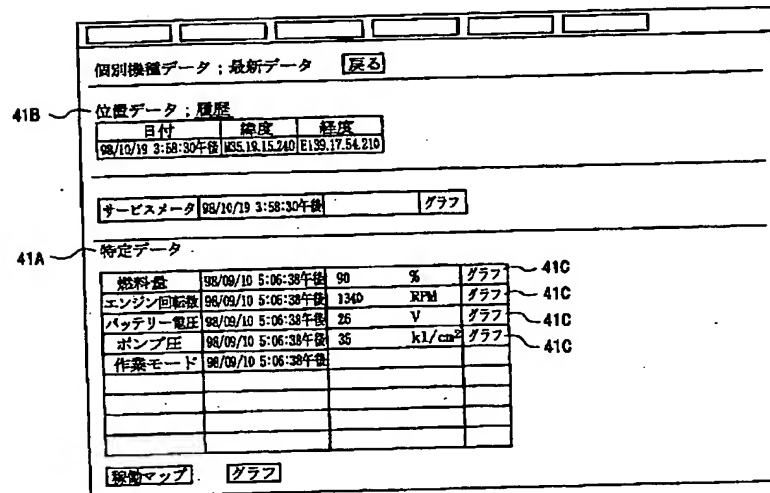 個別機種データ；最新データ 戻る
41B 位置データ；履歴
日付 緯度 経度
98/10/19 3:58:30午後 N35.19.15.240 E139.17.54.210
サービスメータ 98/10/19 3:58:30午後 グラフ
41A 特定データ
燃料量 98/09/10 5:06:38午後 90 % グラフ 41C
エンジン回転数 98/09/10 5:06:38午後 1340 RPM グラフ 41C
バッテリー電圧 98/09/10 5:06:38午後 26 V グラフ 41C
ポンプ圧 98/09/10 5:06:38午後 35 kl/cm² グラフ 41C
作業モード 98/09/10 5:06:38午後
稼働マップ グラフ